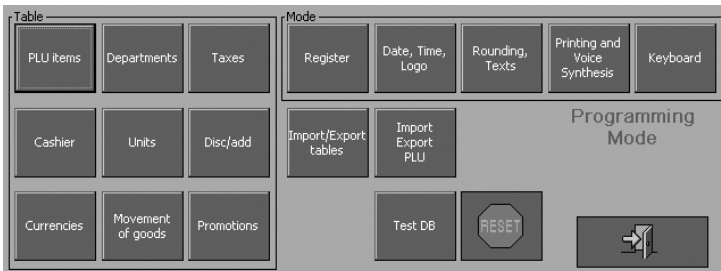 Table
Mode
PLU items
Departments
Taxes
Register
Date, Time,
Logo
Rounding,
Texts
Printing and
Voice
Synthesis
Keyboard
Cashier
Units
Disc/add
Import/Export
tables
Import
Export
PLU
Programming
Mode
Currencies
Movement
of goods
Promotions
Test DB
RESET